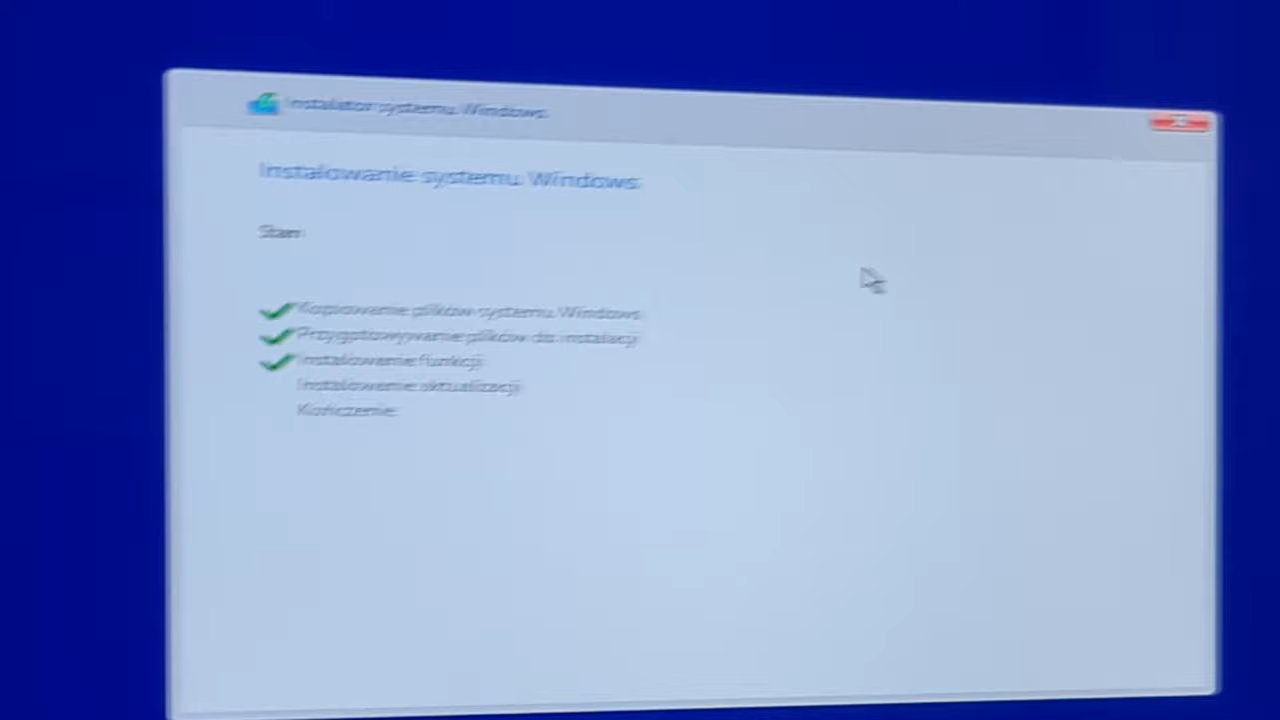 Instalator systemu Windows
Instalowanie systemu Windows
Stan
Kopiowanie plików systemu Windows
Przygotowywanie plików do instalacji
Instalowanie funkcji
Instalowanie aktualizacji
Kończenie